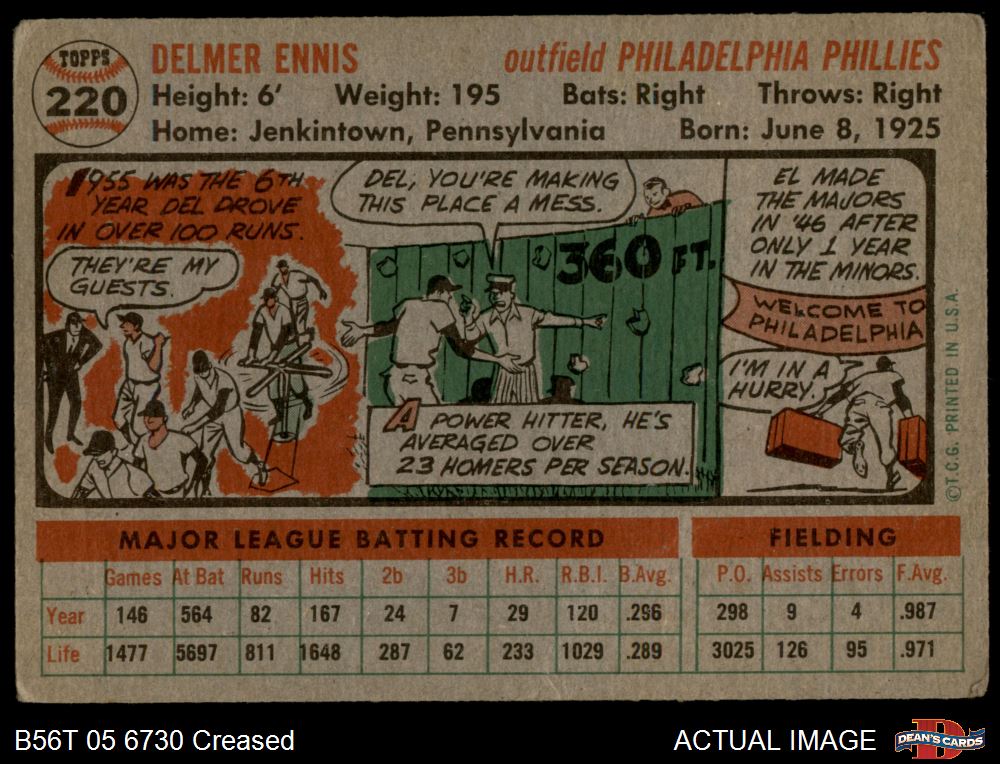 TOPPS
220
DELMER ENNIS
outfield PHILADELPHIA PHILLIES
Height: 6' Weight: 195 Bats: Right Throws: Right
Home: Jenkintown, Pennsylvania Born: June 8, 1925
1955 WAS THE 6TH
YEAR DEL DROVE
IN OVER 100 RUNS.
THEY'RE MY
GUESTS.
DEL, YOU'RE MAKING
THIS PLACE A MESS.
360 FT.
A POWER HITTER, HE'S
AVERAGED OVER
23 HOMERS PER SEASON.
EL MADE
THE MAJORS
IN '46 AFTER
ONLY 1 YEAR
IN THE MINORS.
WELCOME TO
PHILADELPHIA
I'M IN A
HURRY.
©T.C.G. PRINTED IN U.S.A.
MAJOR LEAGUE BATTING RECORD FIELDING
Games At Bat Runs Hits 2b 3b H.R. R.B.I. B.Avg. P.O. Assists Errors F.Avg.
Year 146 564 82 167 24 7 29 120 .296 298 9 4 .987
Life 1477 5697 811 1648 287 62 233 1029 .289 3025 126 95 .971
B56T 05 6730 Creased
ACTUAL IMAGE
DEAN'S CARDS